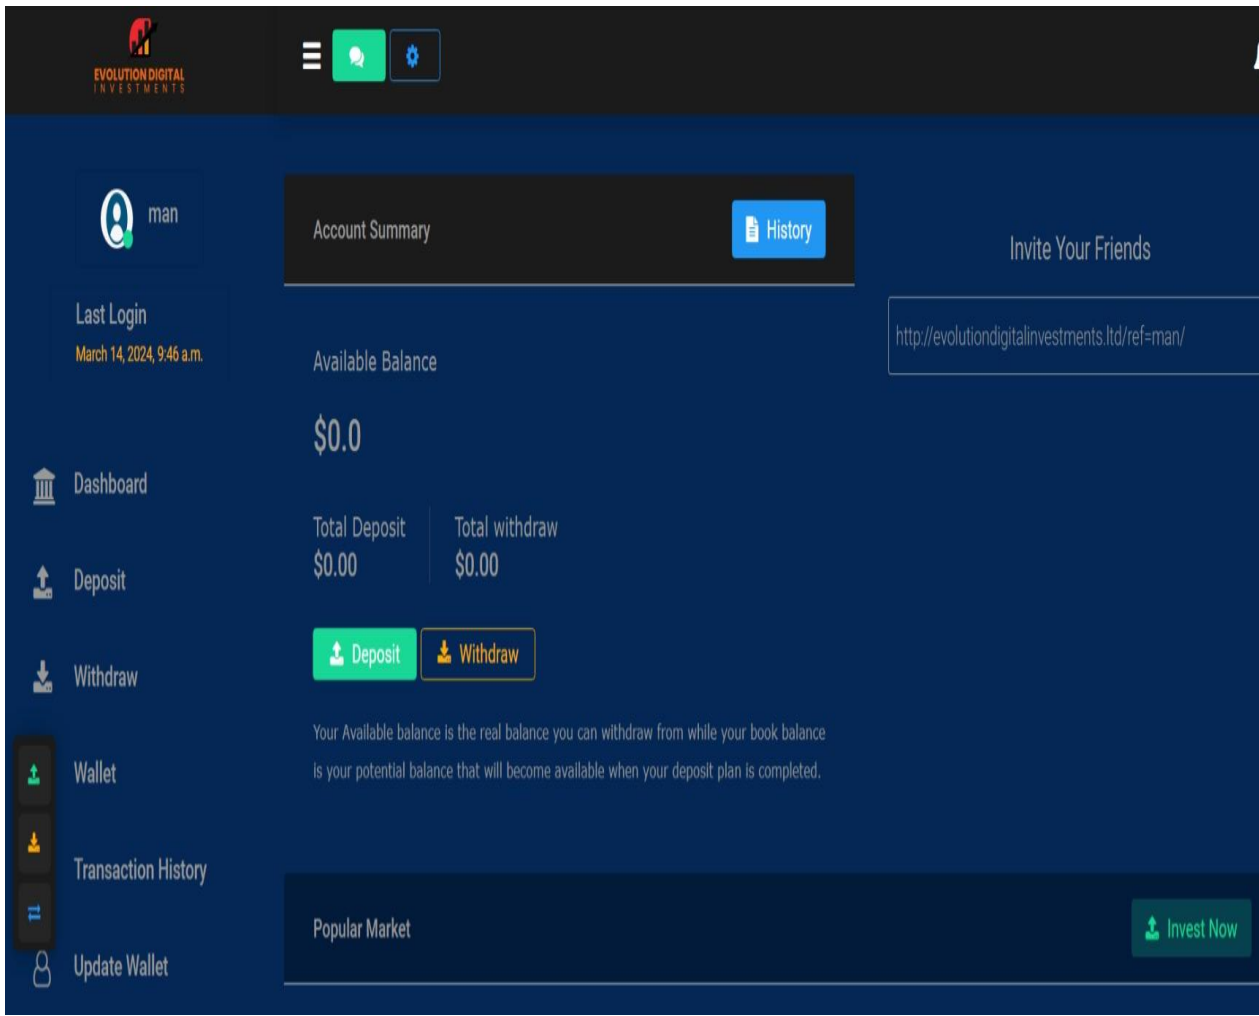 EVOLUTION DIGITAL
INVESTMENTS
man
Last Login
March 14, 2024, 9:46 a.m.
Dashboard
Deposit
Withdraw
Wallet
Transaction History
Update Wallet
Account Summary
History
Available Balance
$0.0
Total Deposit
$0.00
Total withdraw
$0.00
Deposit
Withdraw
Your Available balance is the real balance you can withdraw from while your book balance
is your potential balance that will become available when your deposit plan is completed.
Popular Market
Invest Now
Invite Your Friends
http://evolutiondigitalinvestments.ltd/ref=man/